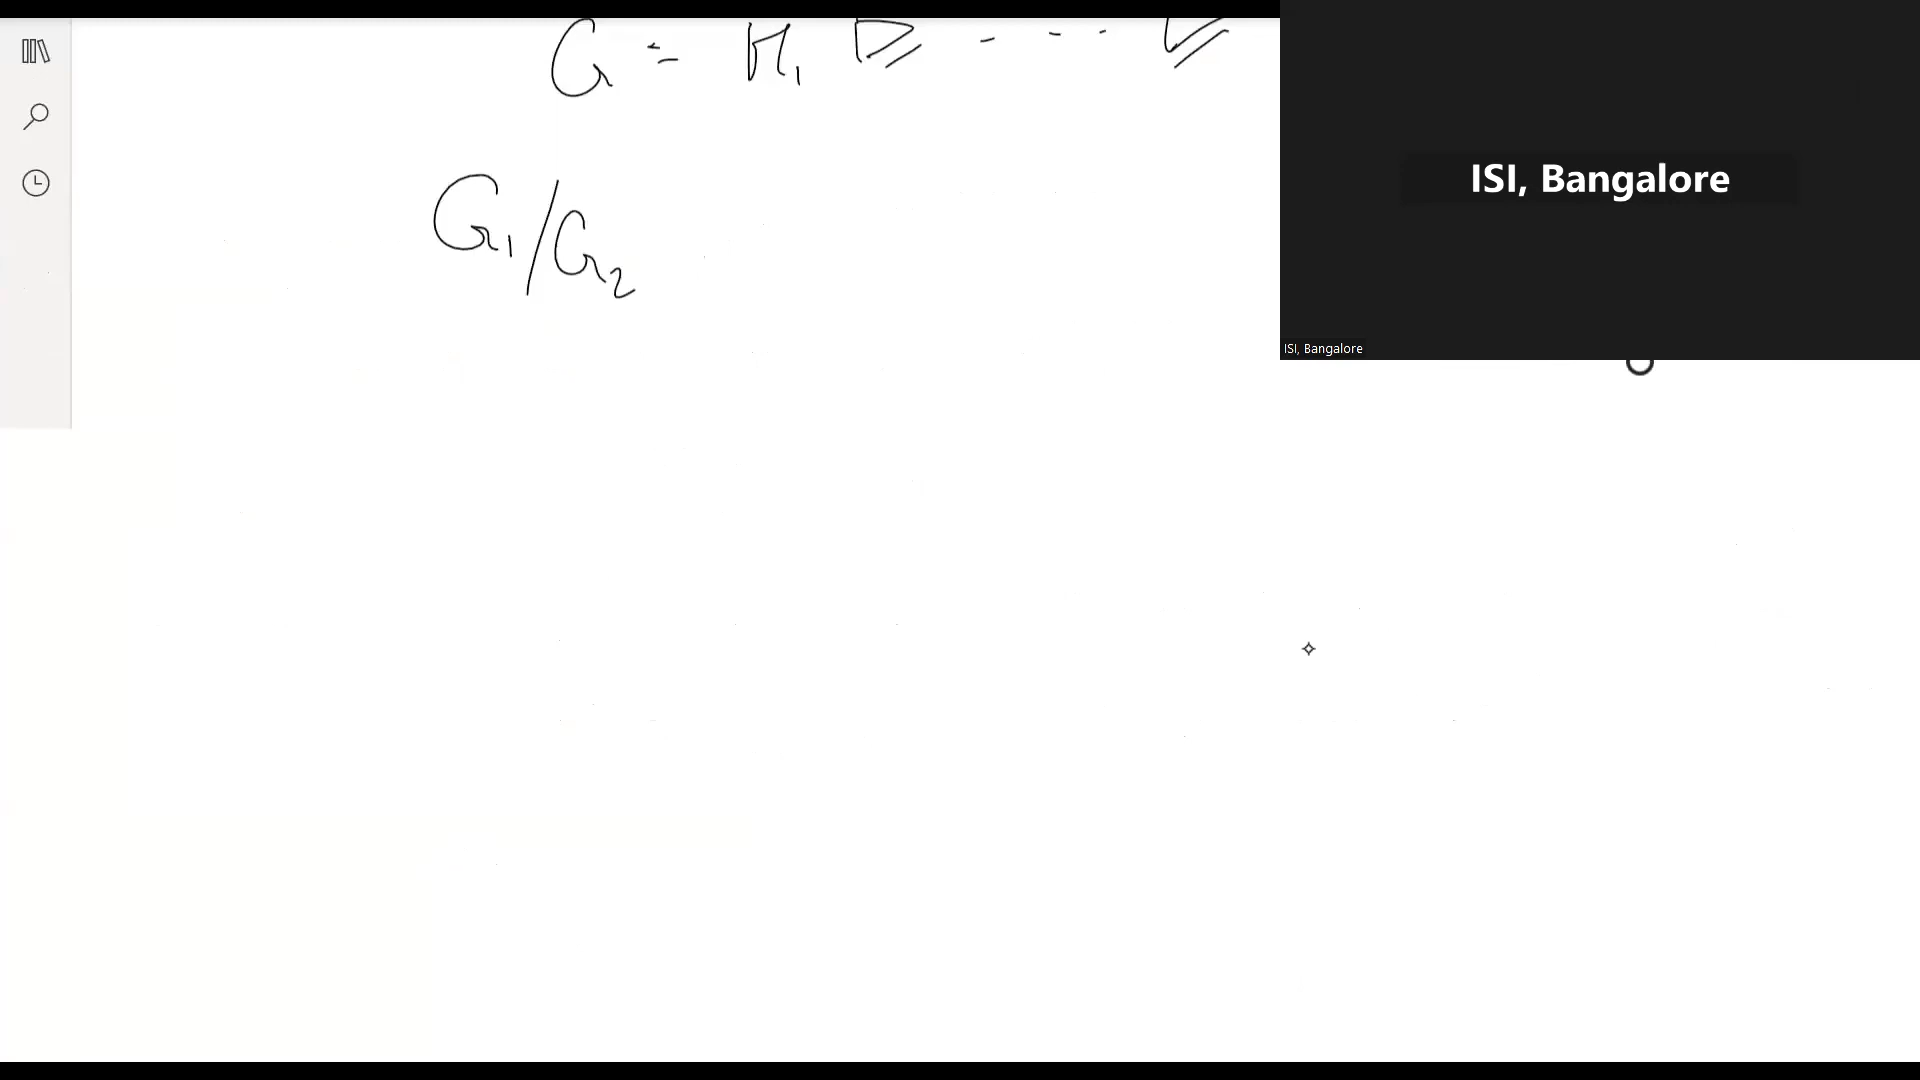 G = H₁ ⊵ - - - ⊵
G₁/G₂
ISI, Bangalore
ISI, Bangalore